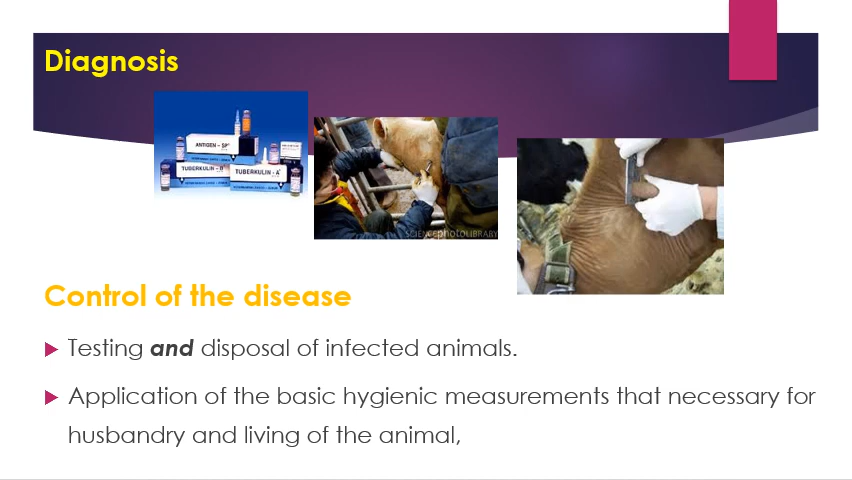 Diagnosis
ANTIGEN - SP
TUBERKULIN - B
TUBERKULIN - A
SCIENCEphotoLIBRARY
Control of the disease
Testing and disposal of infected animals.
Application of the basic hygienic measurements that necessary for
husbandry and living of the animal,